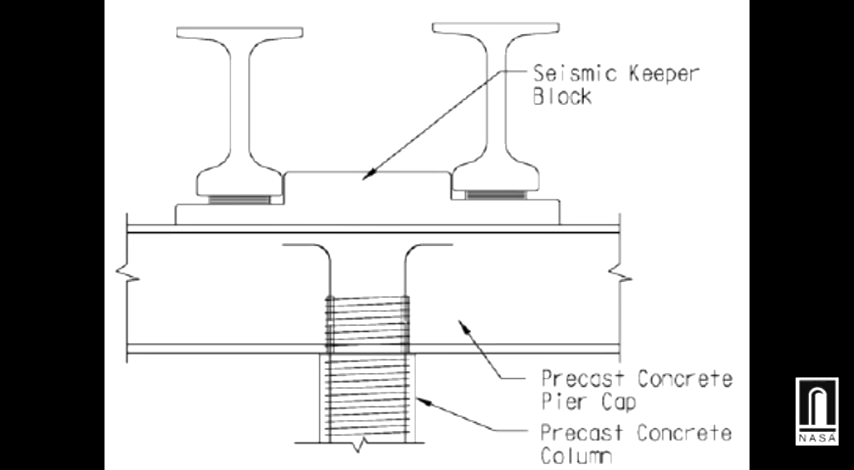 Seismic Keeper
Block
Precast Concrete
Pier Cap
Precast Concrete
Column
NASA